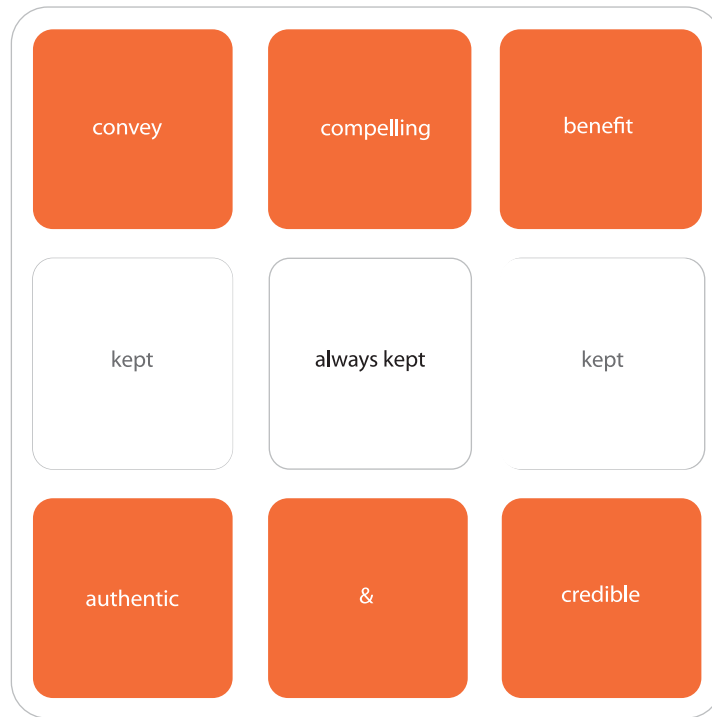 convey
compelling
benefit
kept
always kept
kept
authentic
&
credible